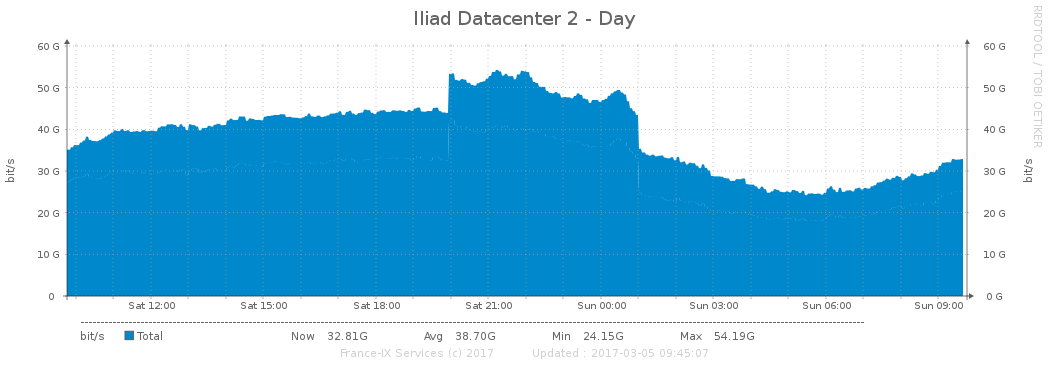 Iliad Datacenter 2 - Day
RRDTOOL / TOBI OETIKER
60 G 60 G
50 G 50 G
40 G 40 G
30 G 30 G
20 G 20 G
10 G 10 G
0 0 G
bit/s bit/s
Sat 12:00 Sat 15:00 Sat 18:00 Sat 21:00 Sun 00:00 Sun 03:00 Sun 06:00 Sun 09:00
bit/s Total Now 32.81G Avg 38.70G Min 24.15G Max 54.19G
France-IX Services (c) 2017 Updated : 2017-03-05 09:45:07